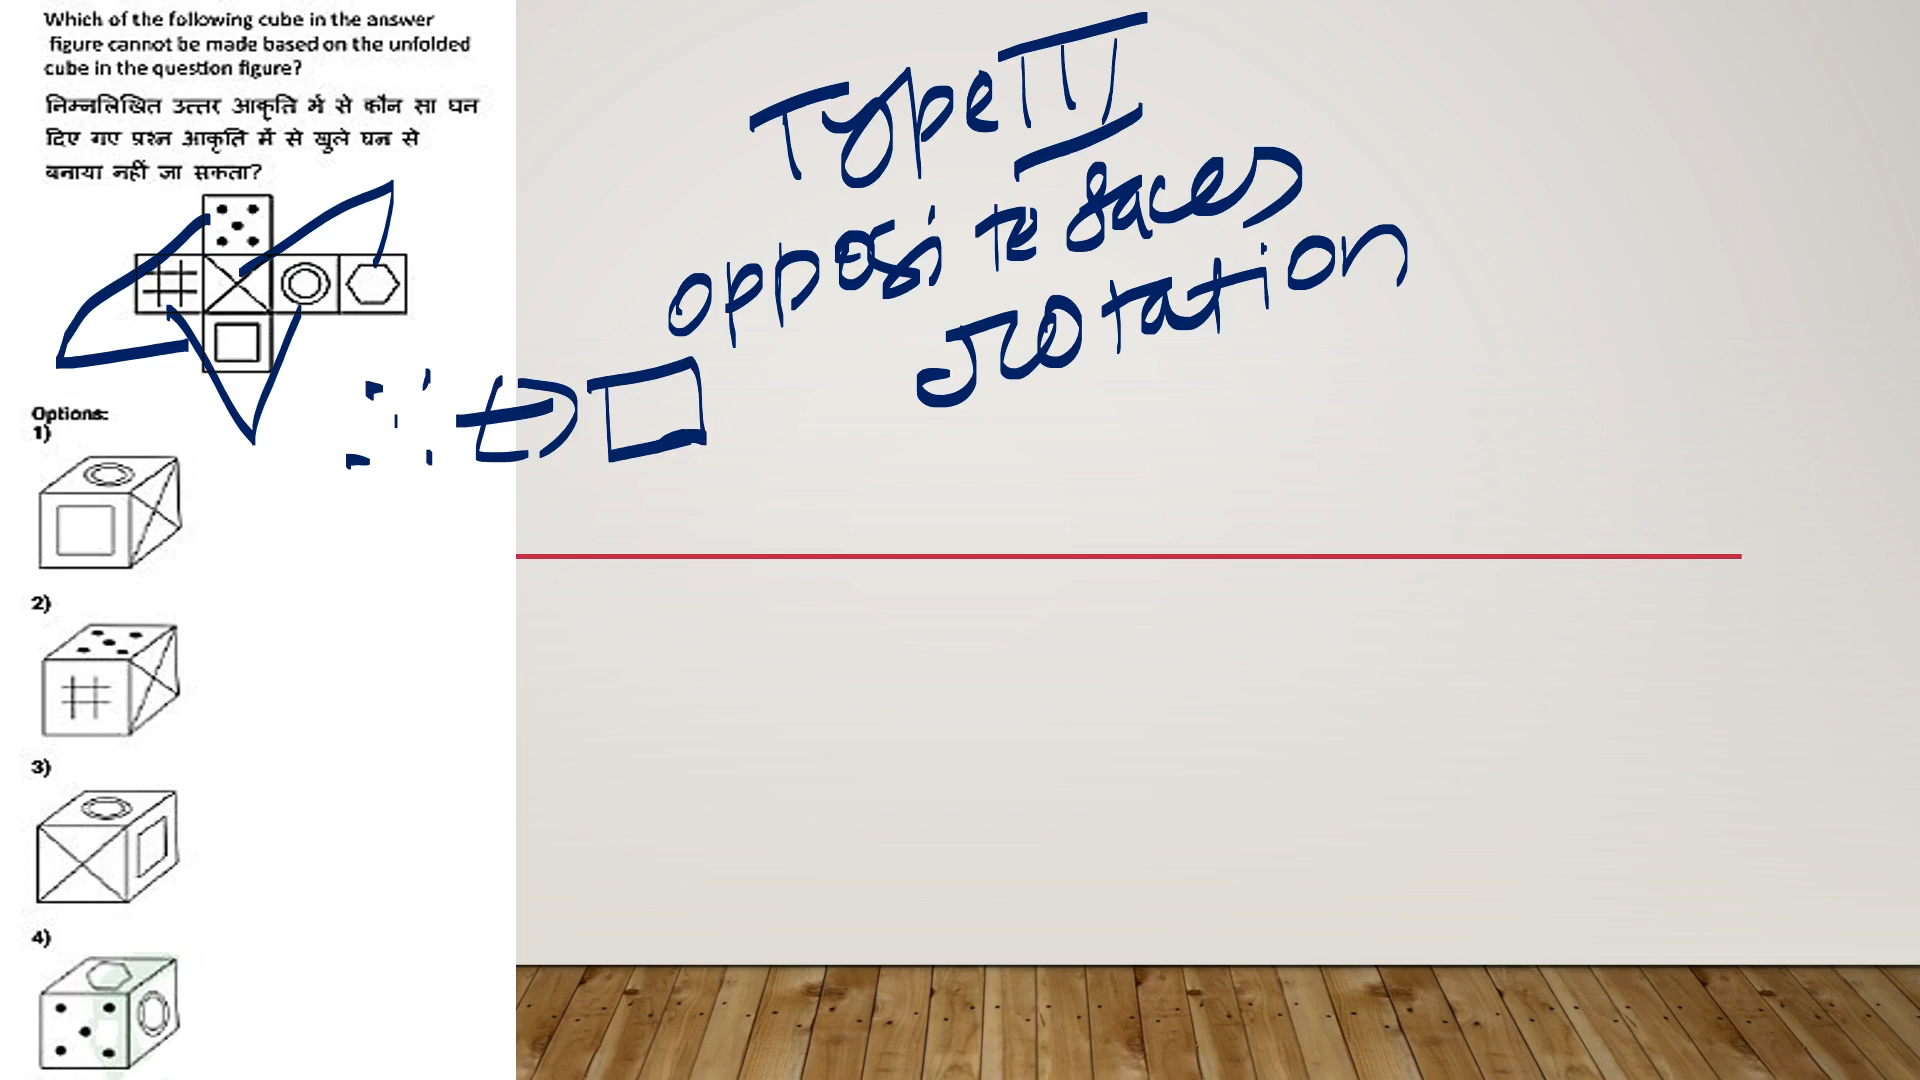 Which of the following cube in the answer
figure cannot be made based on the unfolded
cube in the question figure?
निम्नलिखित उत्तर आकृति में से कौन सा घन
दिए गए प्रश्न आकृति में से खुले घन से
बनाया नहीं जा सकता?
Type III
opposite faces
rotation
Options:
1)
2)
3)
4)